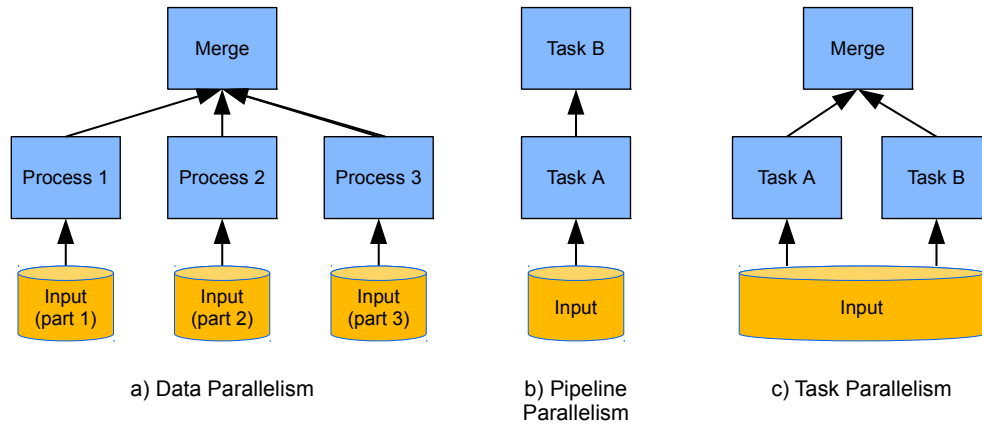 Merge
Process 1
Process 2
Process 3
Input
(part 1)
Input
(part 2)
Input
(part 3)
a) Data Parallelism
Task B
Task A
Input
b) Pipeline
Parallelism
Merge
Task A
Task B
Input
c) Task Parallelism